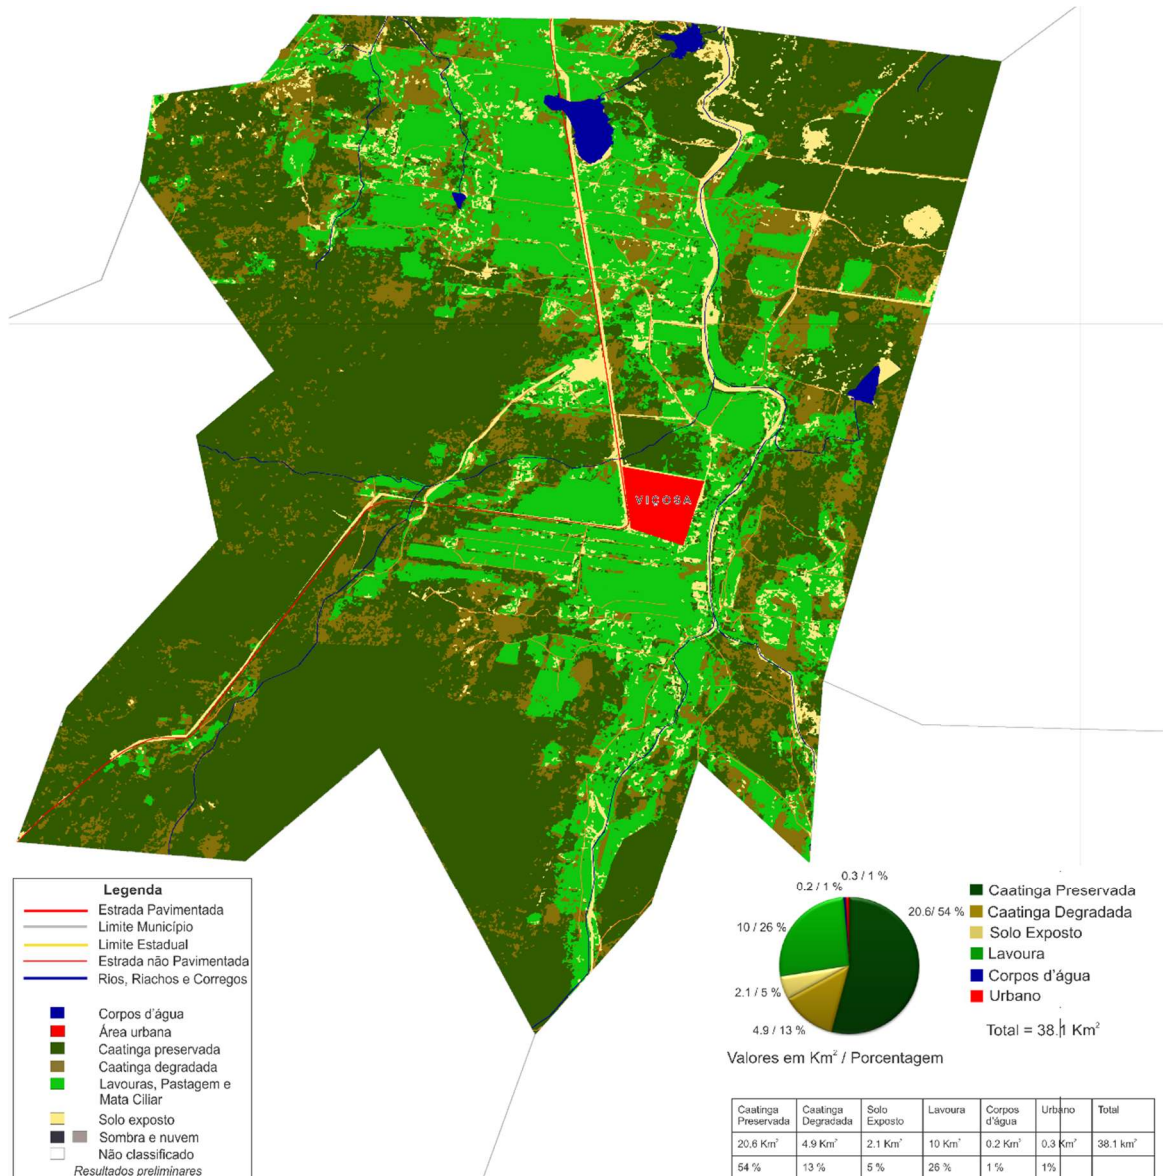 VIÇOSA
Legenda
Estrada Pavimentada
Limite Município
Limite Estadual
Estrada não Pavimentada
Rios, Riachos e Corregos
Corpos d'água
Área urbana
Caatinga preservada
Caatinga degradada
Lavouras, Pastagem e
Mata Ciliar
Solo exposto
Sombra e nuvem
Não classificado
Resultados preliminares
0.3 / 1 %
0.2 / 1 %
20.6/ 54 %
10 / 26 %
2.1 / 5 %
4.9 / 13 %
Caatinga Preservada
Caatinga Degradada
Solo Exposto
Lavoura
Corpos d'água
Urbano
Total = 38.1 Km²
Valores em Km² / Porcentagem
Caatinga Preservada Caatinga Degradada Solo Exposto Lavoura Corpos d'água Urbano Total
20.6 Km² 4.9 Km² 2.1 Km² 10 Km² 0.2 Km² 0.3 Km² 38.1 km²
54 % 13 % 5 % 26 % 1 % 1%